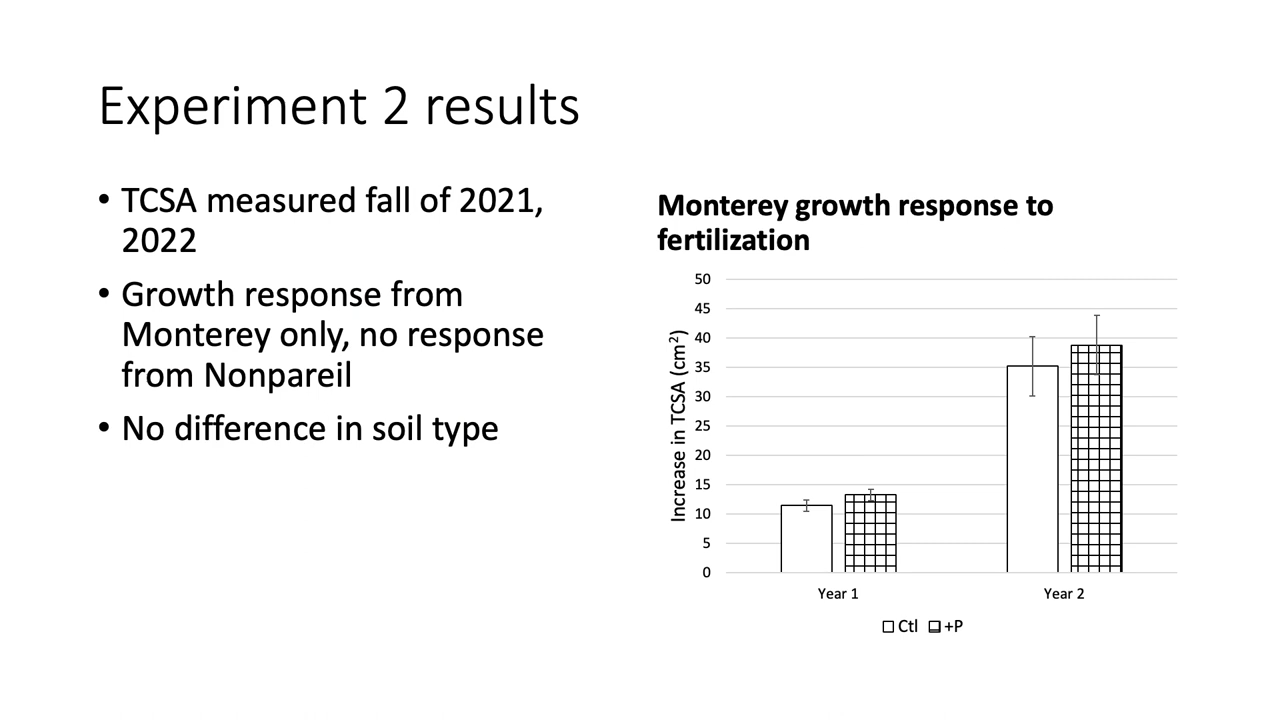 Experiment 2 results
• TCSA measured fall of 2021,
2022
• Growth response from
Monterey only, no response
from Nonpareil
• No difference in soil type
Monterey growth response to
fertilization
Increase in TCSA (cm²)
50
45
40
35
30
25
20
15
10
5
0
Year 1 Year 2
Ctl +P